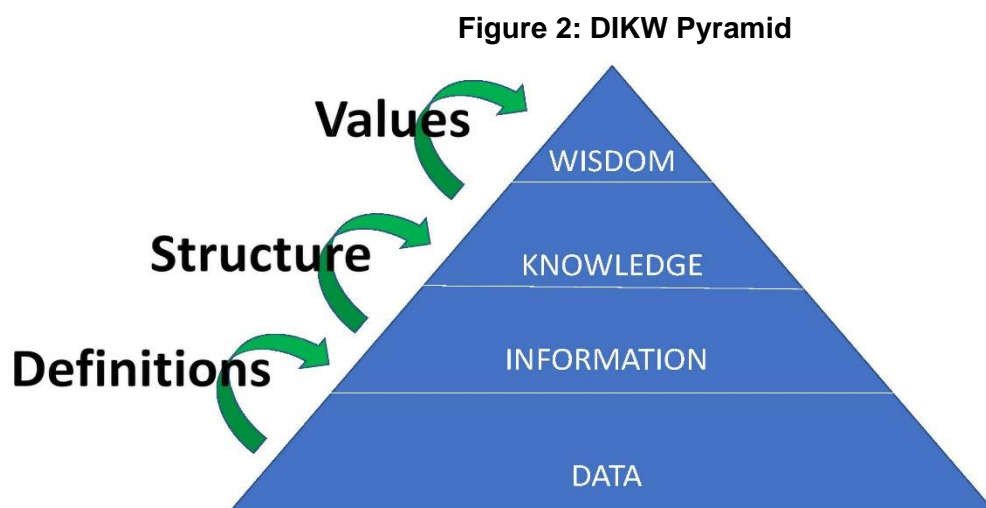 Figure 2: DIKW Pyramid
Values
WISDOM
Structure
KNOWLEDGE
Definitions
INFORMATION
DATA